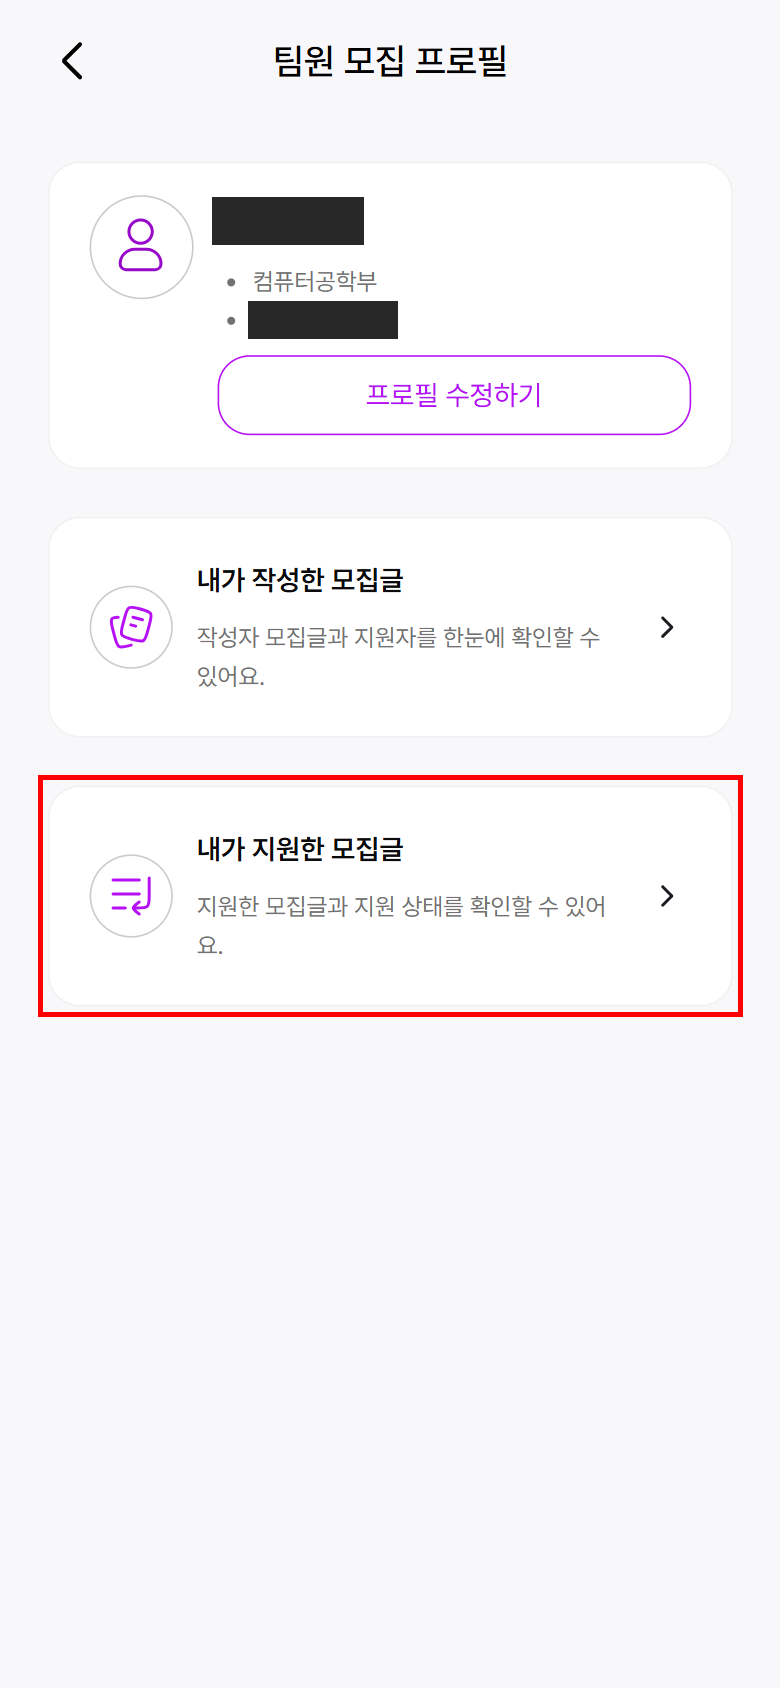 팀원 모집 프로필
컴퓨터공학부
프로필 수정하기
내가 작성한 모집글
작성자 모집글과 지원자를 한눈에 확인할 수
있어요.
내가 지원한 모집글
지원한 모집글과 지원 상태를 확인할 수 있어
요.